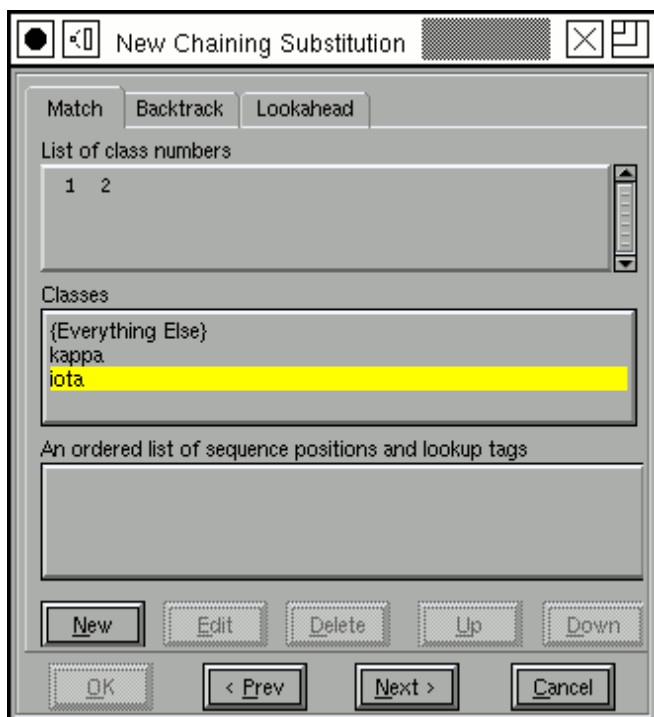 New Chaining Substitution
Match Backtrack Lookahead
List of class numbers
1 2
Classes
{Everything Else}
kappa
iota
An ordered list of sequence positions and lookup tags
New Edit Delete Up Down
OK < Prev Next > Cancel